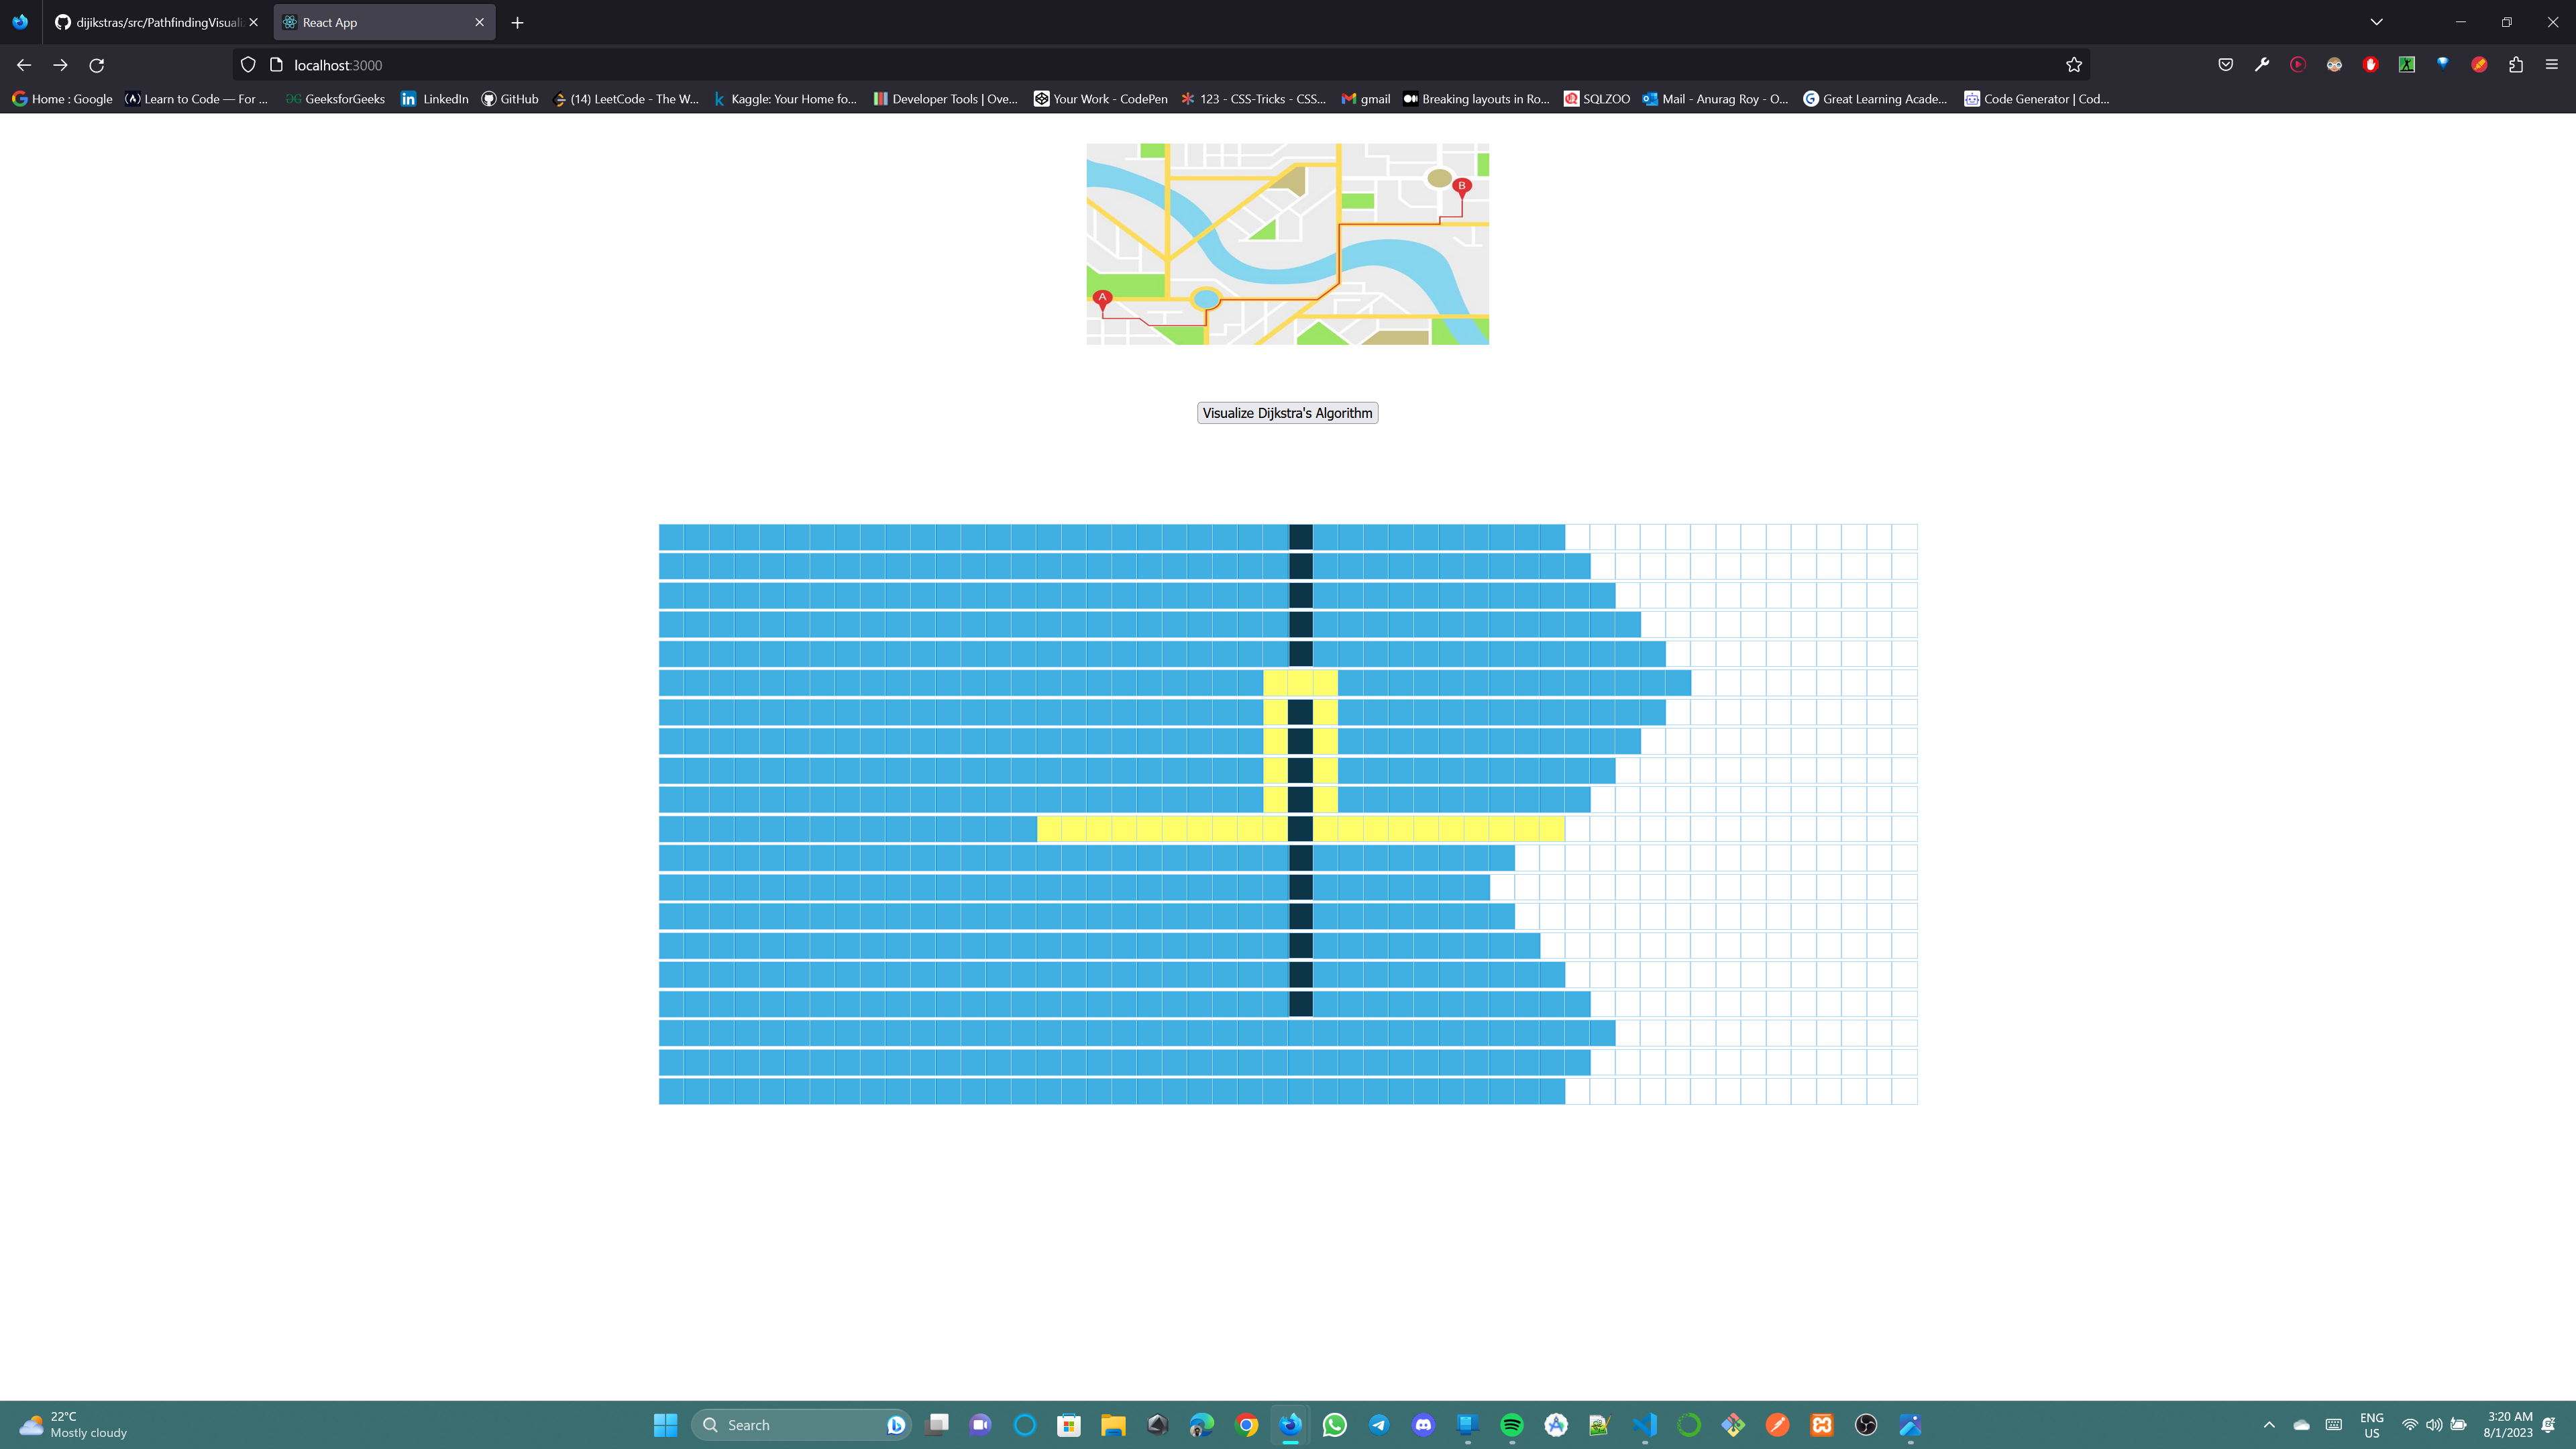 dijikstras/src/PathfindingVisuali
React App
localhost:3000
Home : Google
Learn to Code — For ...
GeeksforGeeks
LinkedIn
GitHub
(14) LeetCode - The W...
Kaggle: Your Home fo...
Developer Tools | Ove...
Your Work - CodePen
123 - CSS-Tricks - CSS...
gmail
Breaking layouts in Ro...
SQLZOO
Mail - Anurag Roy - O...
Great Learning Acade...
Code Generator | Cod...
B
A
Visualize Dijkstra's Algorithm
22°C
Mostly cloudy
Search
ENG
US
3:20 AM
8/1/2023